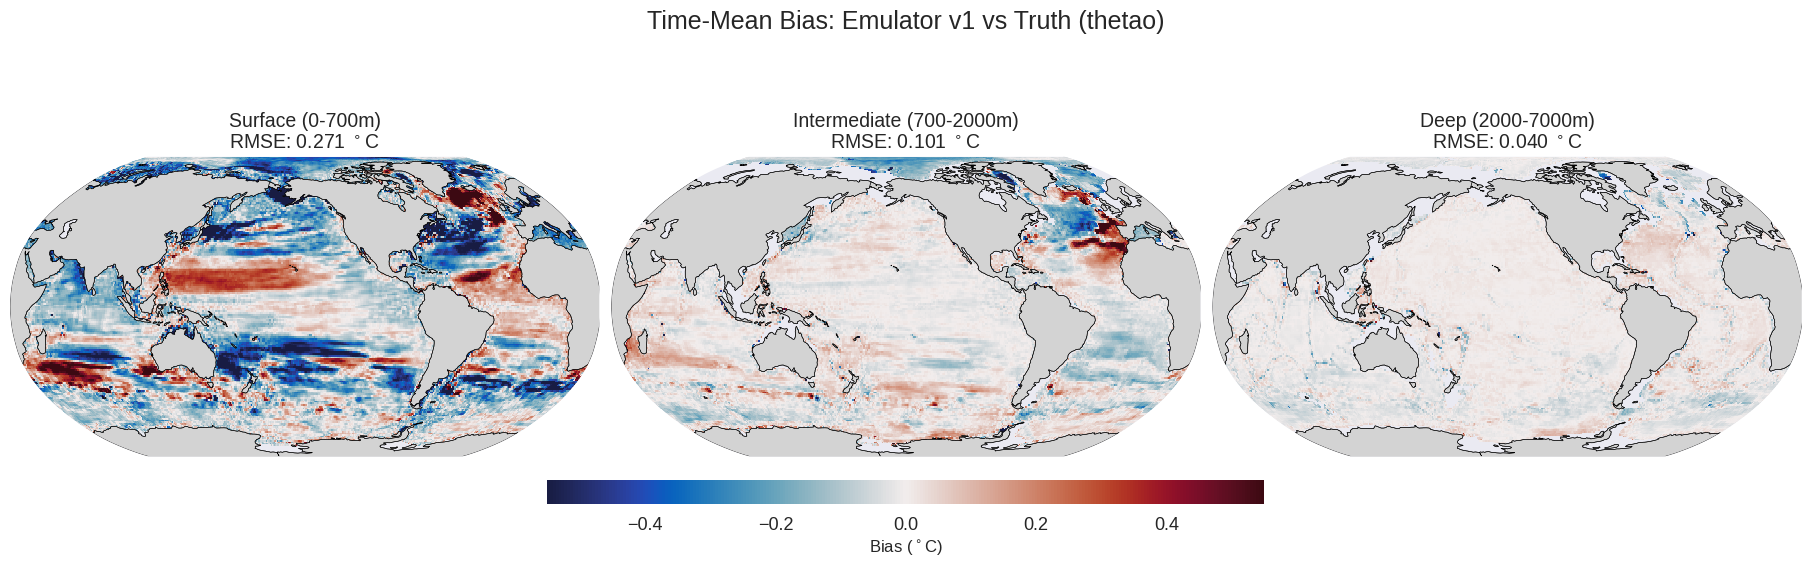 Time-Mean Bias: Emulator v1 vs Truth (thetao)
Surface (0-700m)
RMSE: 0.271 °C
Intermediate (700-2000m)
RMSE: 0.101 °C
Deep (2000-7000m)
RMSE: 0.040 °C
−0.4 −0.2 0.0 0.2 0.4
Bias (°C)